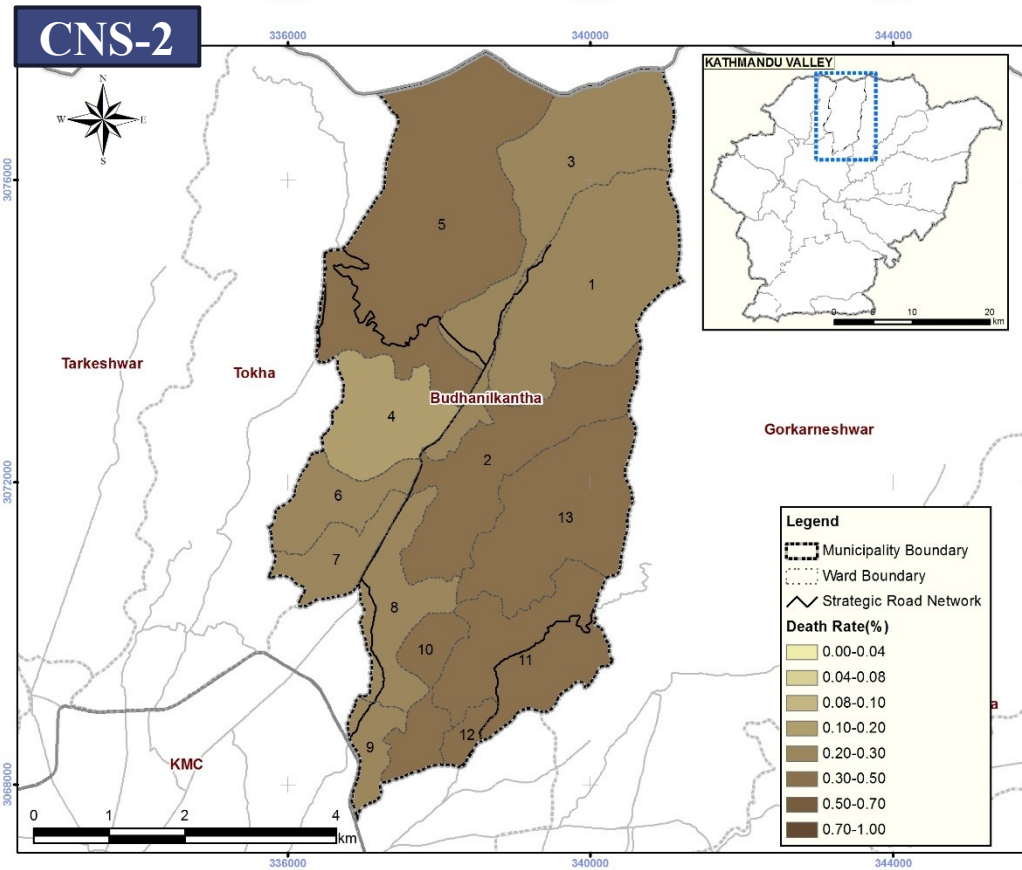 CNS-2
336000
340000
344000
N
W
E
S
KATHMANDU VALLEY
0
5
10
20
km
3076000
3072000
3068000
3
5
1
Tarkeshwar
Tokha
Budhanilkantha
4
Gorkarneshwar
2
6
13
7
8
10
11
12
9
KMC
a
Legend
Municipality Boundary
Ward Boundary
Strategic Road Network
Death Rate(%)
0.00-0.04
0.04-0.08
0.08-0.10
0.10-0.20
0.20-0.30
0.30-0.50
0.50-0.70
0.70-1.00
0
1
2
4
km
336000
340000
344000